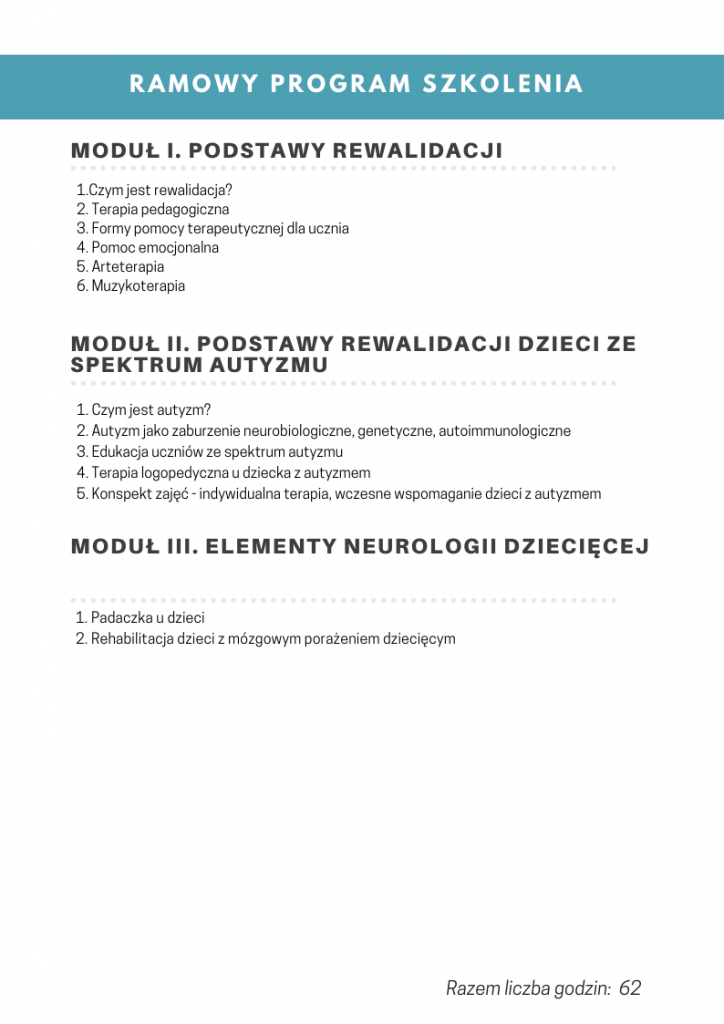 RAMOWY PROGRAM SZKOLENIA
MODUŁ I. PODSTAWY REWALIDACJI
1.Czym jest rewalidacja?
2. Terapia pedagogiczna
3. Formy pomocy terapeutycznej dla ucznia
4. Pomoc emocjonalna
5. Arteterapia
6. Muzykoterapia
MODUŁ II. PODSTAWY REWALIDACJI DZIECI ZE
SPEKTRUM AUTYZMU
1. Czym jest autyzm?
2. Autyzm jako zaburzenie neurobiologiczne, genetyczne, autoimmunologiczne
3. Edukacja uczniów ze spektrum autyzmu
4. Terapia logopedyczna u dziecka z autyzmem
5. Konspekt zajęć - indywidualna terapia, wczesne wspomaganie dzieci z autyzmem
MODUŁ III. ELEMENTY NEUROLOGII DZIECIĘCEJ
1. Padaczka u dzieci
2. Rehabilitacja dzieci z mózgowym porażeniem dziecięcym
Razem liczba godzin: 62